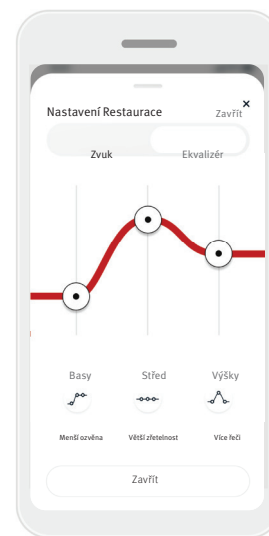 Nastavení Restaurace
Zavřít
Zvuk Ekvalizér
Basy Střed Výšky
Menší ozvěna Větší zřetelnost Více řeči
Zavřít